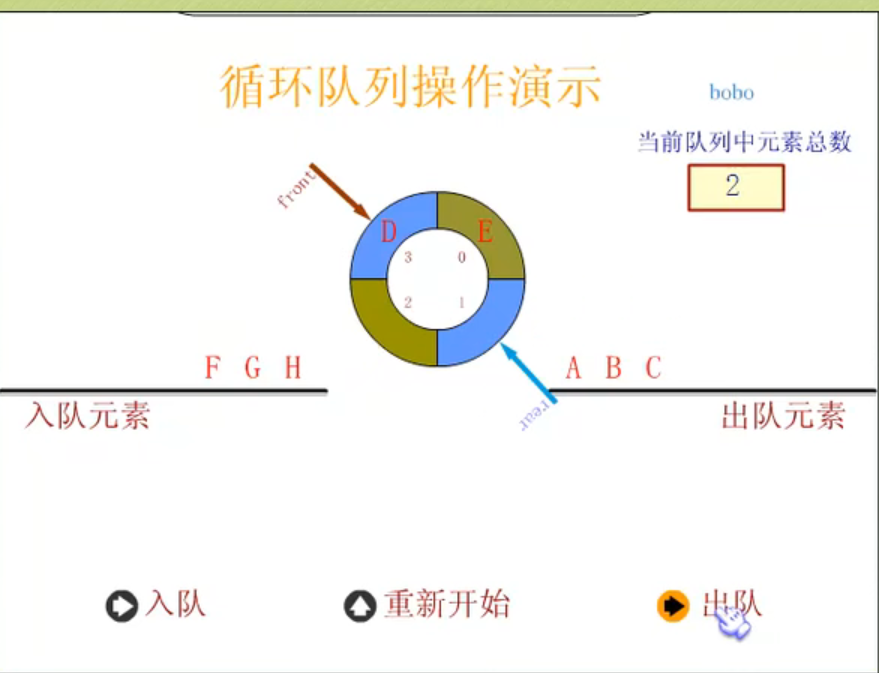 循环队列操作演示
bobo
当前队列中元素总数
2
front
D E
3 0
2 1
F G H
A B C
rear
入队元素
出队元素
入队
重新开始
出队